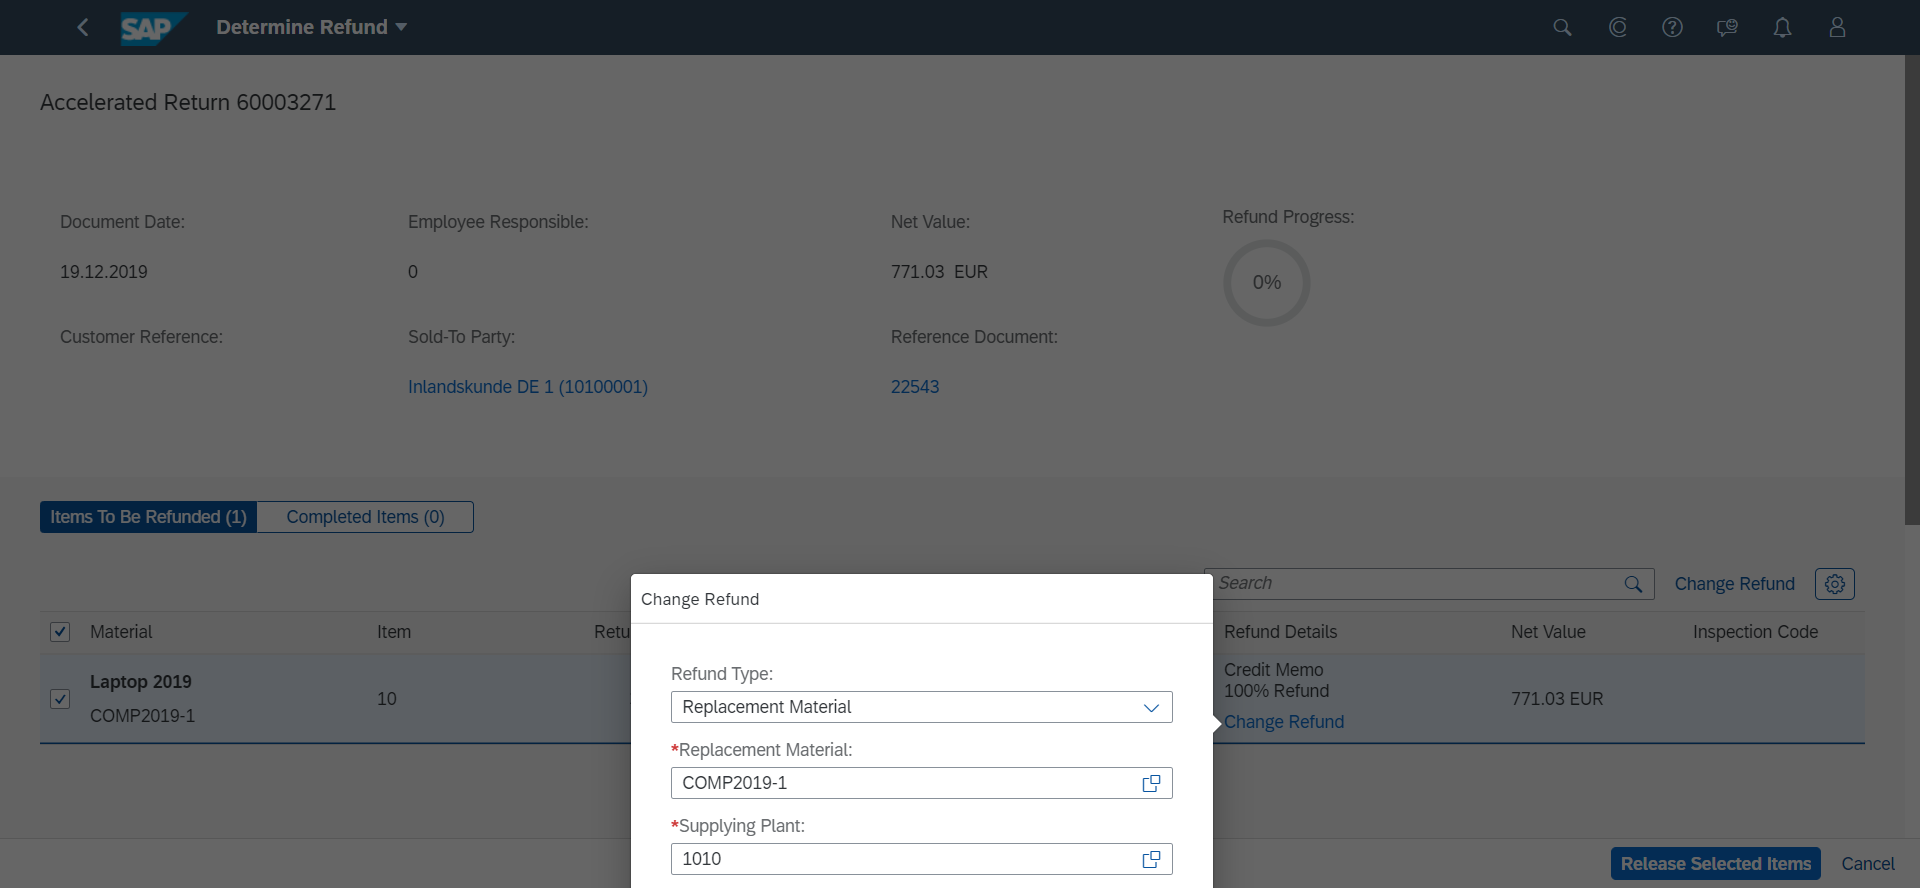 SAP
Determine Refund
Accelerated Return 60003271
Document Date:
Employee Responsible:
Net Value:
Refund Progress:
19.12.2019
0
771.03 EUR
0%
Customer Reference:
Sold-To Party:
Reference Document:
Inlandskunde DE 1 (10100001)
22543
Items To Be Refunded (1)
Completed Items (0)
Search
Change Refund
Material
Item
Retu
Refund Details
Net Value
Inspection Code
Laptop 2019
COMP2019-1
10
Credit Memo
100% Refund
Change Refund
771.03 EUR
Change Refund
Refund Type:
Replacement Material
*Replacement Material:
COMP2019-1
*Supplying Plant:
1010
Release Selected Items
Cancel